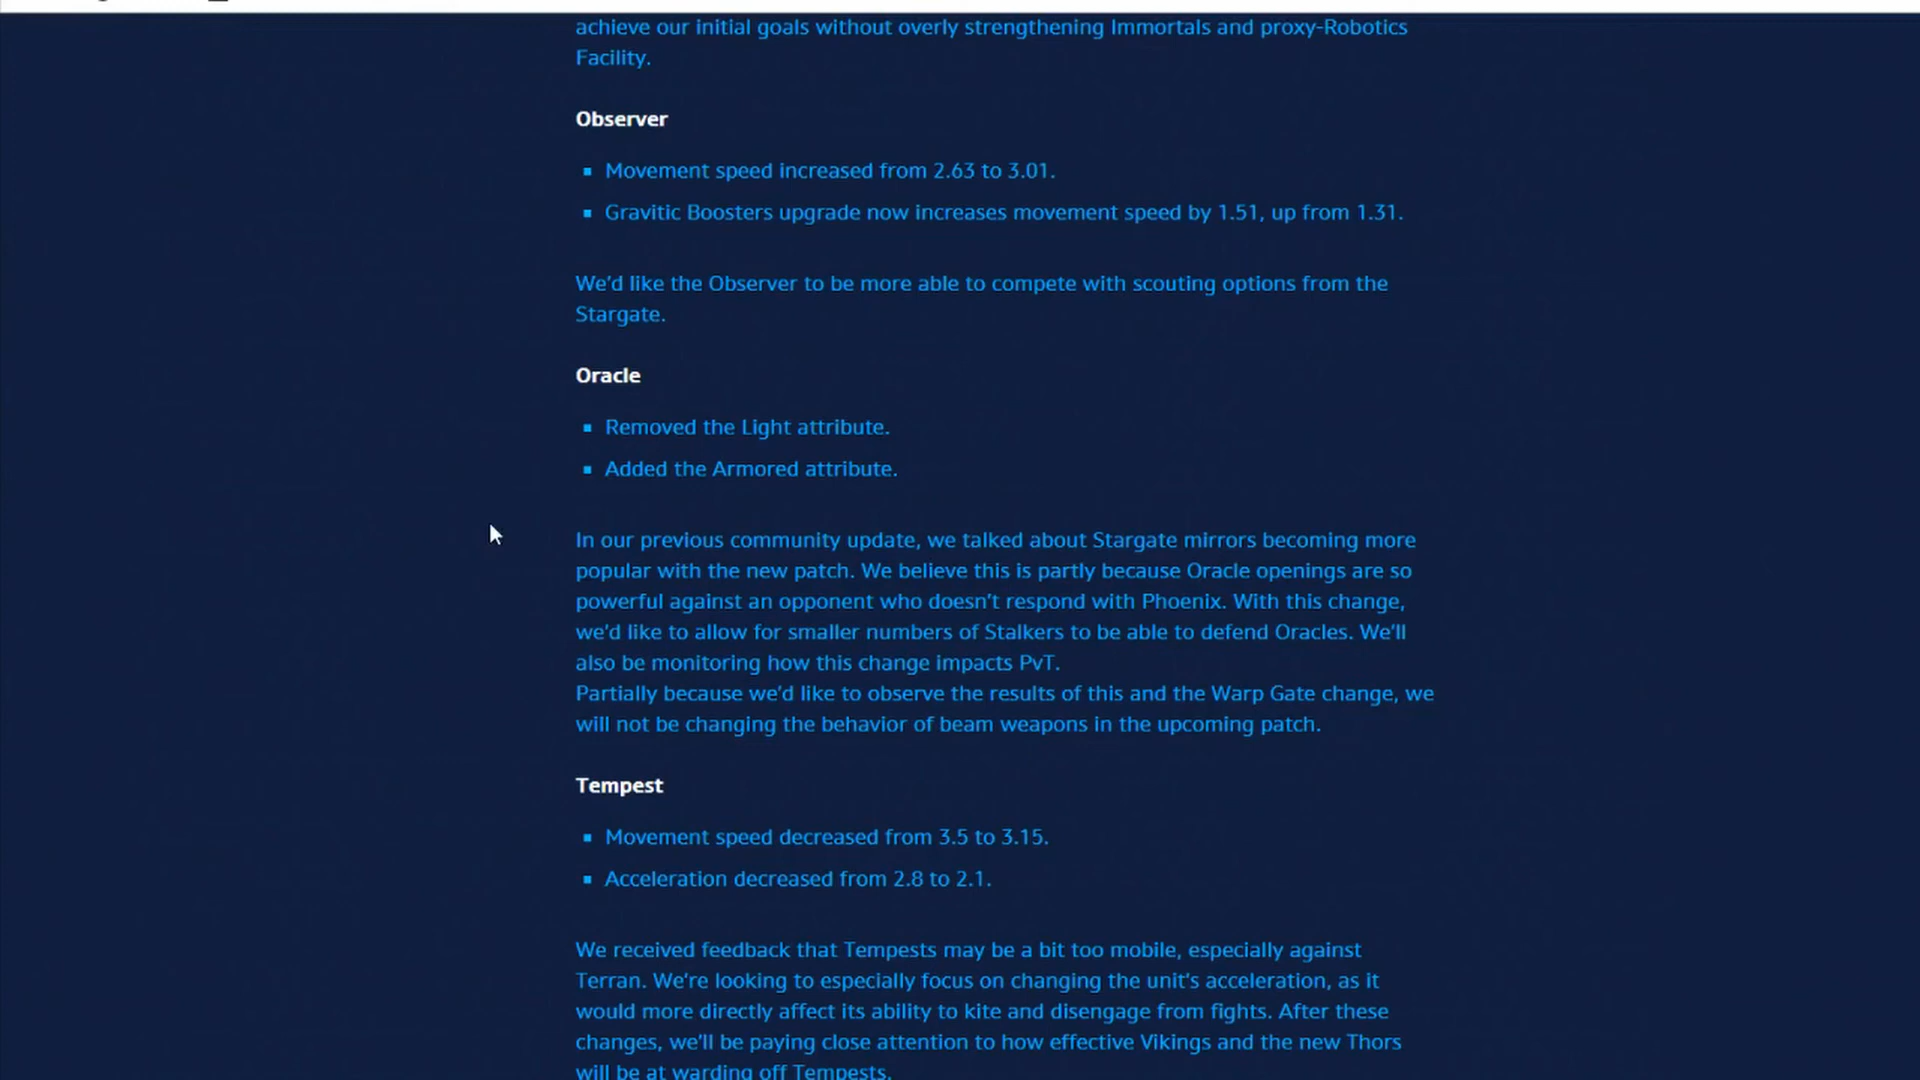 achieve our initial goals without overly strengthening Immortals and proxy-Robotics
Facility.
Observer
▪ Movement speed increased from 2.63 to 3.01.
▪ Gravitic Boosters upgrade now increases movement speed by 1.51, up from 1.31.
We’d like the Observer to be more able to compete with scouting options from the
Stargate.
Oracle
▪ Removed the Light attribute.
▪ Added the Armored attribute.
In our previous community update, we talked about Stargate mirrors becoming more
popular with the new patch. We believe this is partly because Oracle openings are so
powerful against an opponent who doesn’t respond with Phoenix. With this change,
we’d like to allow for smaller numbers of Stalkers to be able to defend Oracles. We’ll
also be monitoring how this change impacts PvT.
Partially because we’d like to observe the results of this and the Warp Gate change, we
will not be changing the behavior of beam weapons in the upcoming patch.
Tempest
▪ Movement speed decreased from 3.5 to 3.15.
▪ Acceleration decreased from 2.8 to 2.1.
We received feedback that Tempests may be a bit too mobile, especially against
Terran. We’re looking to especially focus on changing the unit’s acceleration, as it
would more directly affect its ability to kite and disengage from fights. After these
changes, we’ll be paying close attention to how effective Vikings and the new Thors
will be at warding off Tempests.